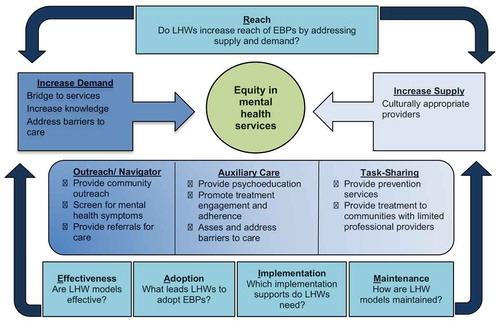 Reach
Do LHWs increase reach of EBPs by addressing
supply and demand?
Increase Demand
Bridge to services
Increase knowledge
Address barriers to
care
Equity in
mental
health
services
Increase Supply
Culturally appropriate
providers
Outreach/ Navigator
Provide community
outreach
Screen for mental
health symptoms
Provide referrals for
care
Auxiliary Care
Provide psychoeducation
Promote treatment
engagement and
adherence
Asses and address
barriers to care
Task-Sharing
Provide prevention
services
Provide treatment to
communities with limited
professional providers
Effectiveness
Are LHW models
effective?
Adoption
What leads LHWs to
adopt EBPs?
Implementation
Which implementation
supports do LHWs
need?
Maintenance
How are LHW
models maintained?